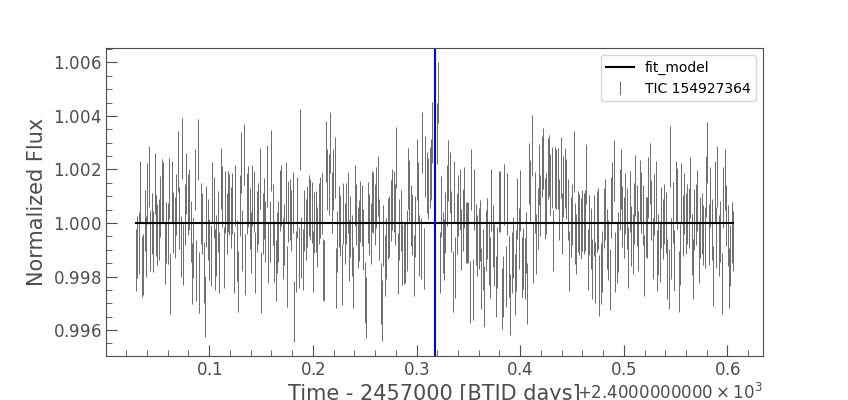 1.006
1.004
1.002
1.000
0.998
0.996
Normalized Flux
fit_model
TIC 154927364
0.1
0.2
0.3
0.4
0.5
0.6
Time - 2457000 [BTJD days]
+2.4000000000 × 10³